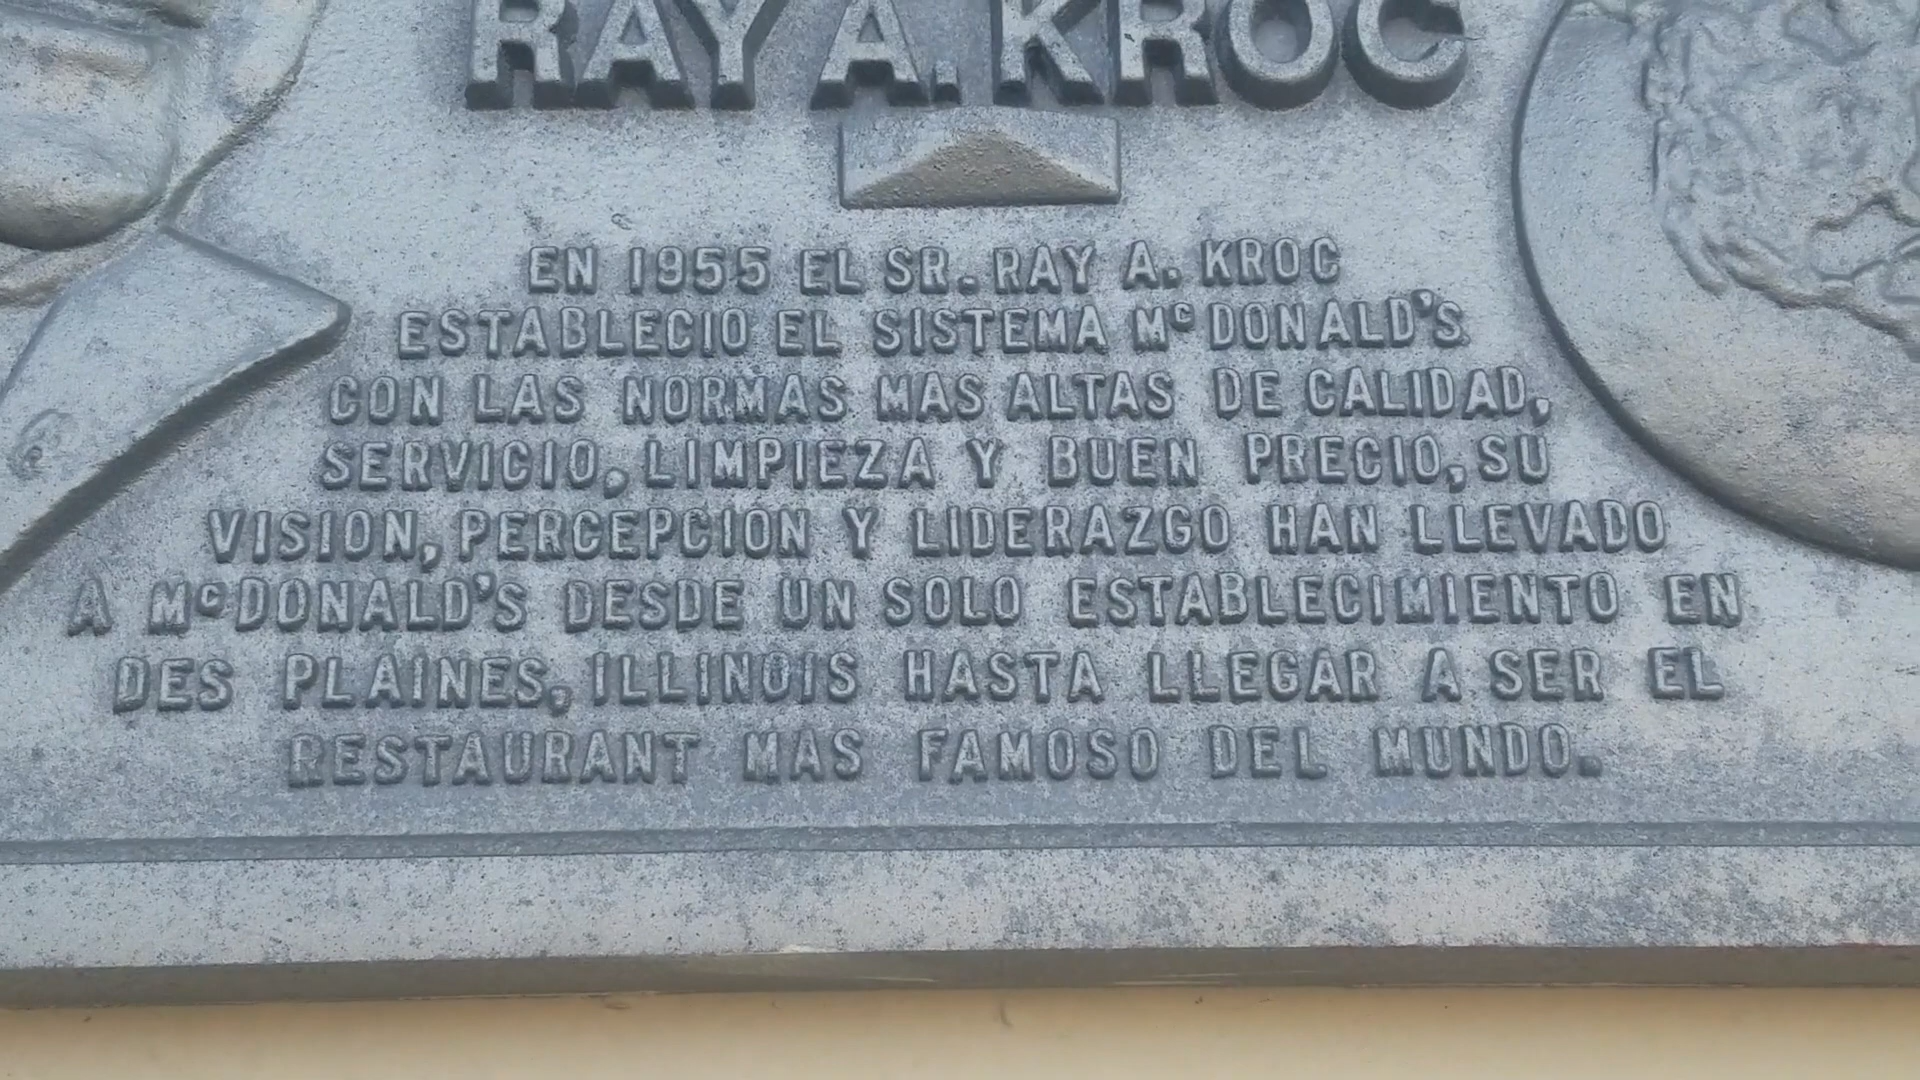 RAY A. KROC
EN 1955 EL SR. RAY A. KROC
ESTABLECIO EL SISTEMA McDONALD'S
CON LAS NORMAS MAS ALTAS DE CALIDAD,
SERVICIO, LIMPIEZA Y BUEN PRECIO, SU
VISION, PERCEPCION Y LIDERAZGO HAN LLEVADO
A McDONALD'S DESDE UN SOLO ESTABLECIMIENTO EN
DES PLAINES, ILLINOIS HASTA LLEGAR A SER EL
RESTAURANT MAS FAMOSO DEL MUNDO.